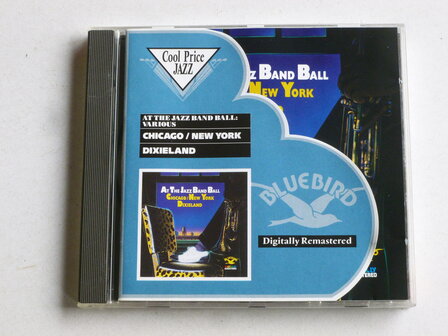 Cool Price
JAZZ
AT THE JAZZ BAND BALL:
VARIOUS
CHICAGO / NEW YORK
DIXIELAND
AZZ BAND BALL
NEW YORK
AT THE JAZZ BAND BALL
CHICAGO/NEW YORK
DIXIELAND
BLUEBIRD
Digitally Remastered